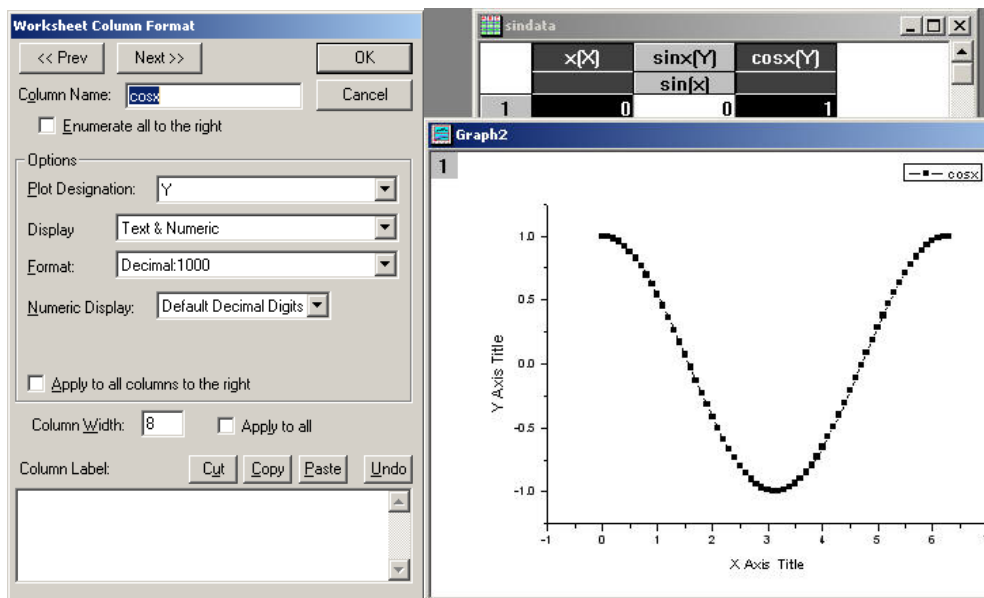 Worksheet Column Format
<< Prev Next >> OK
Column Name: cosx Cancel
Enumerate all to the right
Options
Plot Designation: Y
Display Text & Numeric
Format: Decimal:1000
Numeric Display: Default Decimal Digits
Apply to all columns to the right
Column Width: 8 Apply to all
Column Label: Cut Copy Paste Undo
sindata
x(X) sinx(Y) cosx(Y)
sin(x)
1 0 0 1
Graph2
1
cosx
1.0
0.5
0.0
-0.5
-1.0
Y Axis Title
-1 0 1 2 3 4 5 6
X Axis Title